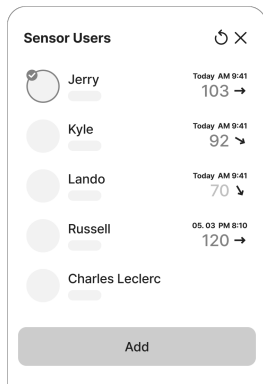 Sensor Users
Jerry
Today AM 9:41
103 →
Kyle
Today AM 9:41
92 ➘
Lando
Today AM 9:41
70 ➘
Russell
05. 03 PM 8:10
120 →
Charles Leclerc
Add